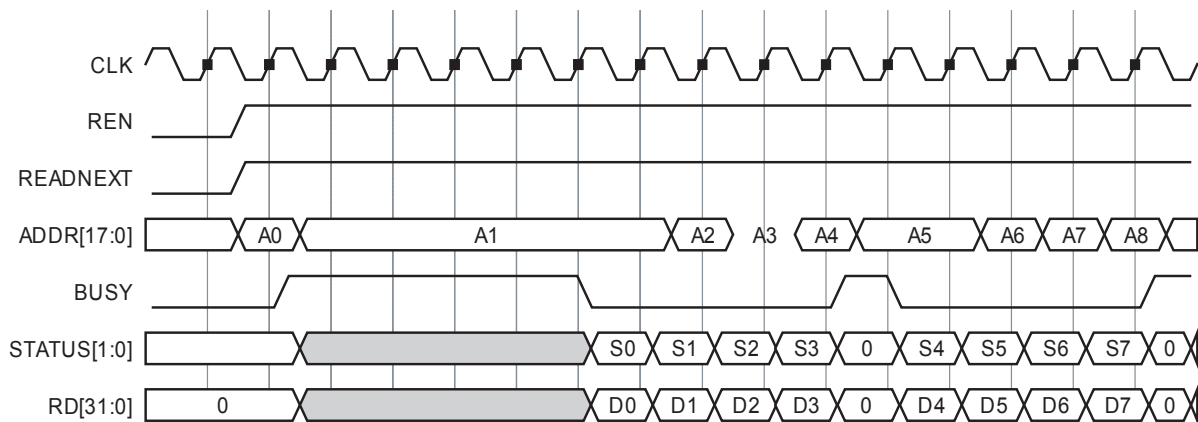 CLK
REN
READNEXT
ADDR[17:0] A0 A1 A2 A3 A4 A5 A6 A7 A8
BUSY
STATUS[1:0] S0 S1 S2 S3 0 S4 S5 S6 S7 0
RD[31:0] 0 D0 D1 D2 D3 0 D4 D5 D6 D7 0